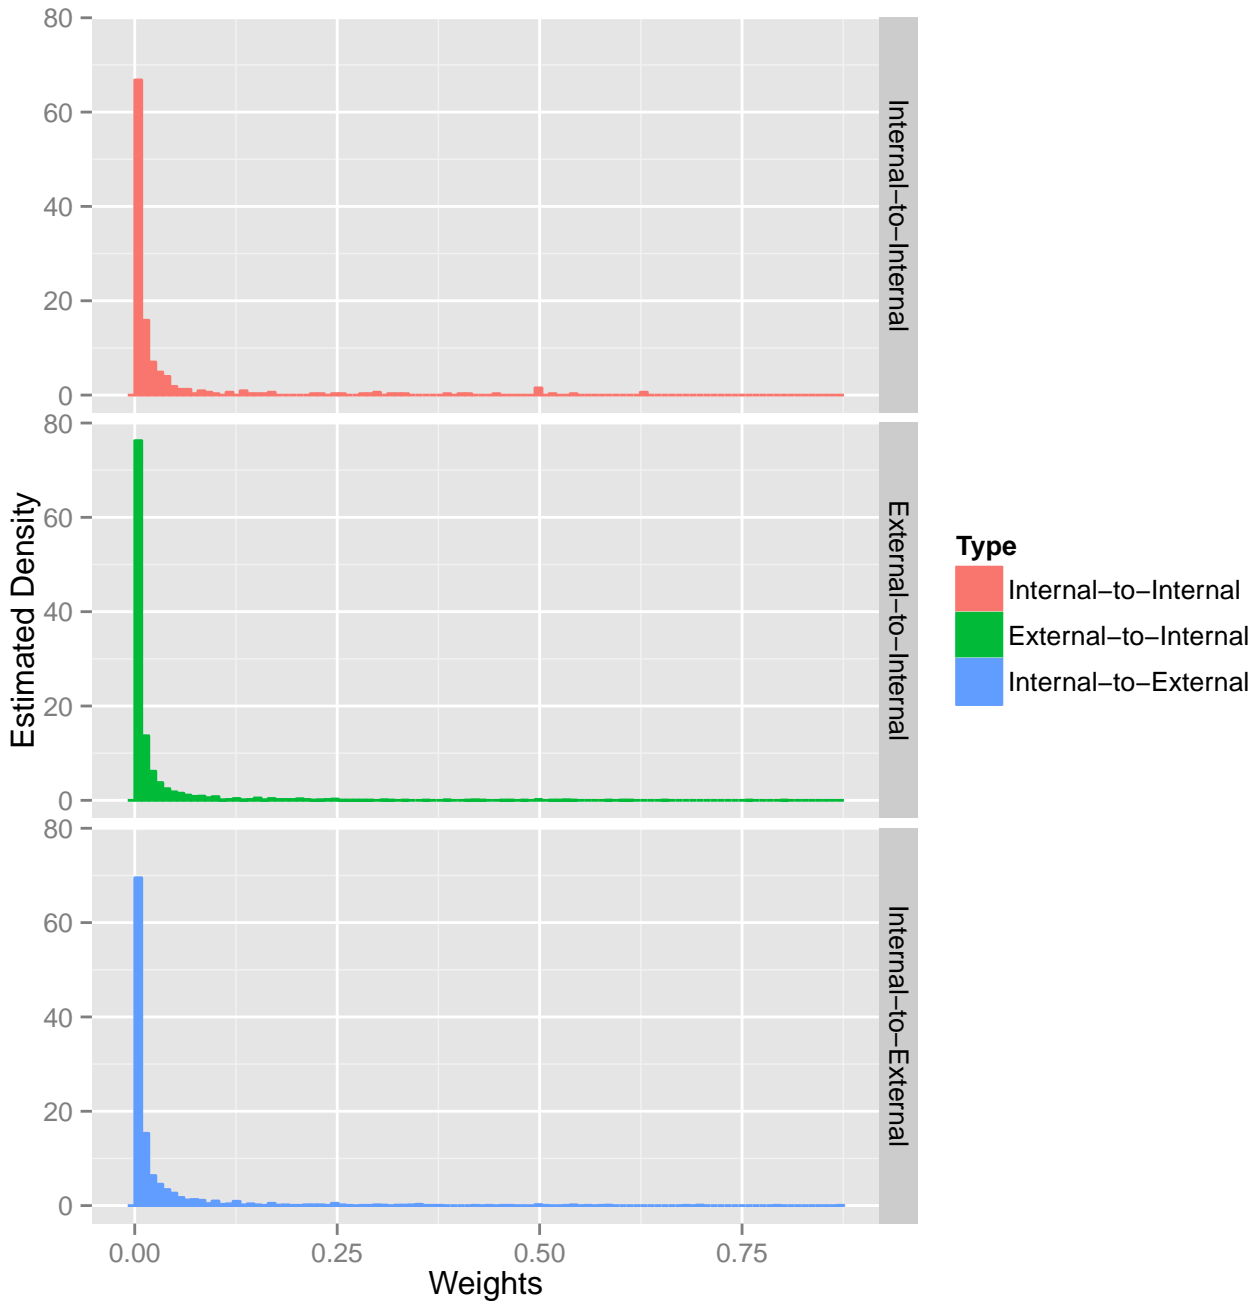 80
60
40
20
0
Internal–to–Internal
80
60
40
20
0
External–to–Internal
80
60
40
20
0
Internal–to–External
0.00 0.25 0.50 0.75
Weights
Estimated Density
Type
Internal–to–Internal
External–to–Internal
Internal–to–External